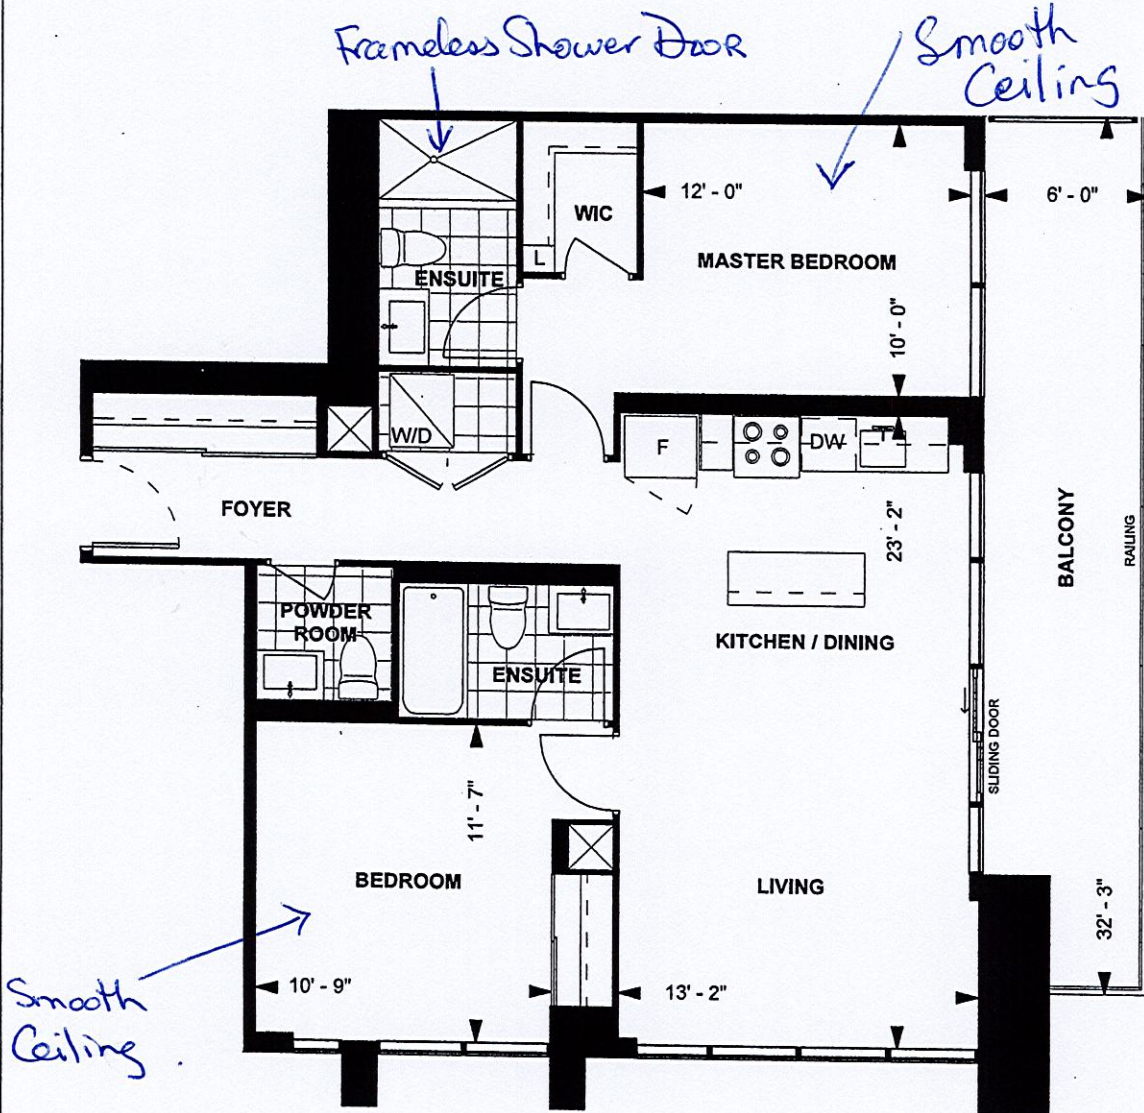 Frameless Shower Door
Smooth
Ceiling
12' - 0"
6' - 0"
WIC
L
MASTER BEDROOM
ENSUITE
10' - 0"
W/D
F
DW
FOYER
23' - 2"
BALCONY
RAILING
POWDER
ROOM
KITCHEN / DINING
ENSUITE
SLIDING DOOR
11' - 7"
BEDROOM
LIVING
32' - 3"
10' - 9"
13' - 2"
Smooth
Ceiling